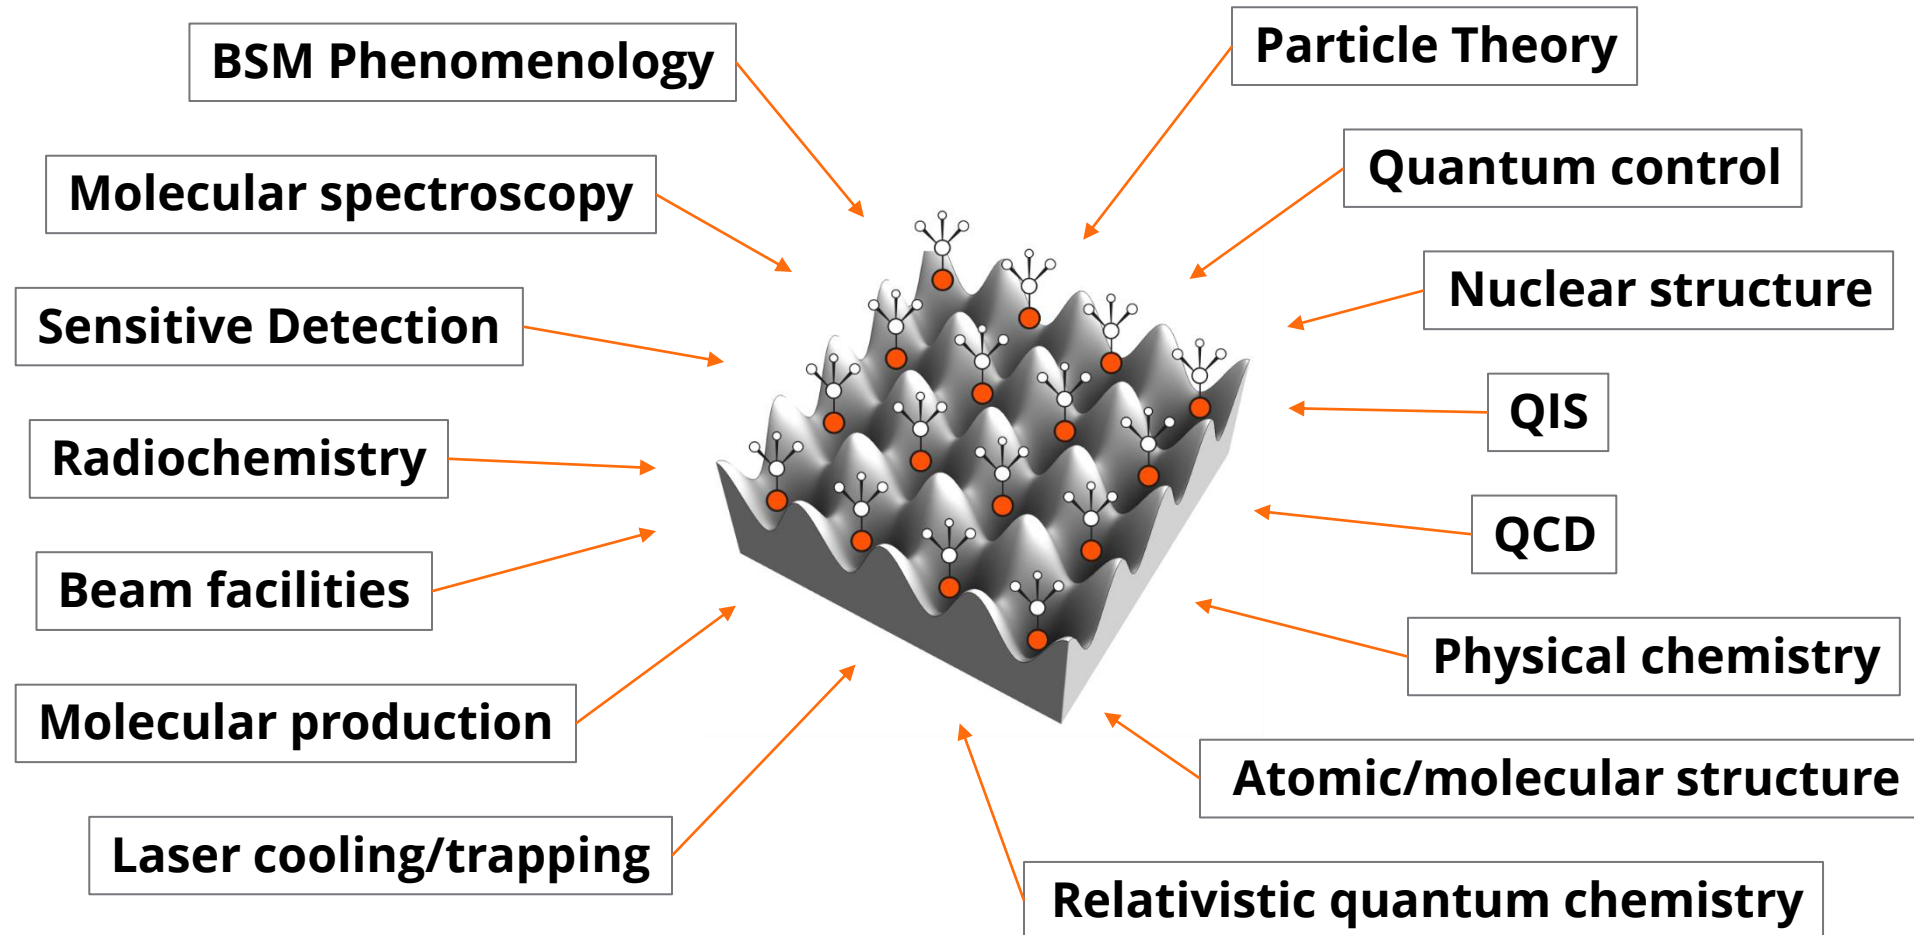 BSM Phenomenology
Particle Theory
Molecular spectroscopy
Quantum control
Sensitive Detection
Nuclear structure
Radiochemistry
QIS
Beam facilities
QCD
Molecular production
Physical chemistry
Laser cooling/trapping
Atomic/molecular structure
Relativistic quantum chemistry